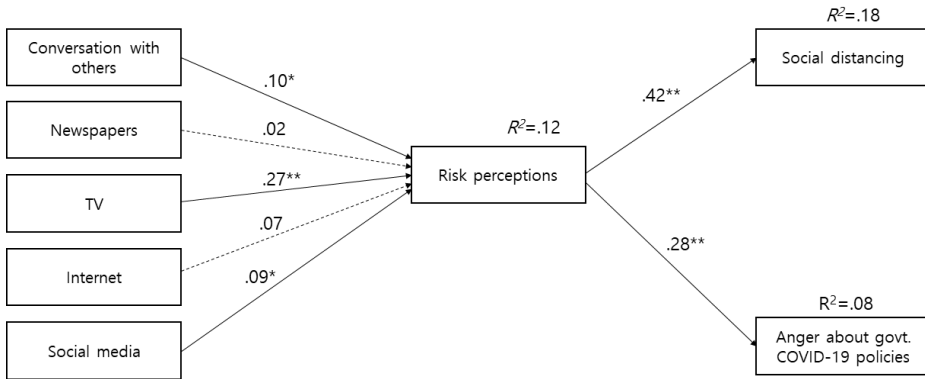 R²=.18
Conversation with
others
Social distancing
.10*
.42**
Newspapers
.02
R²=.12
Risk perceptions
TV
.27**
.07
Internet
.28**
.09*
R²=.08
Social media
Anger about govt.
COVID-19 policies